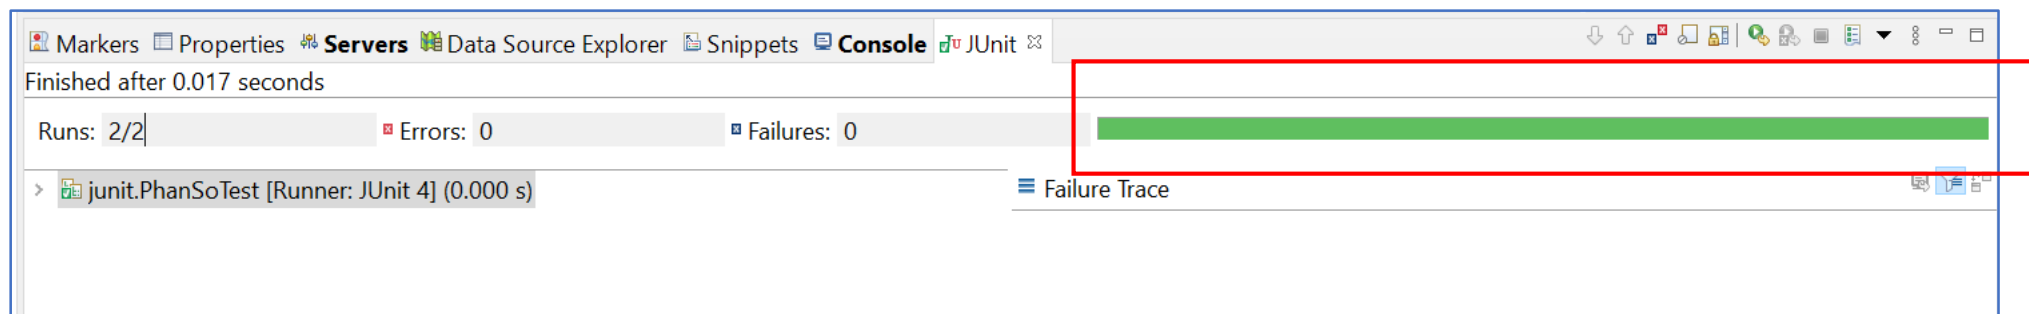 Markers Properties Servers Data Source Explorer Snippets Console JUnit
Finished after 0.017 seconds
Runs: 2/2 Errors: 0 Failures: 0
junit.PhanSoTest [Runner: JUnit 4] (0.000 s) Failure Trace